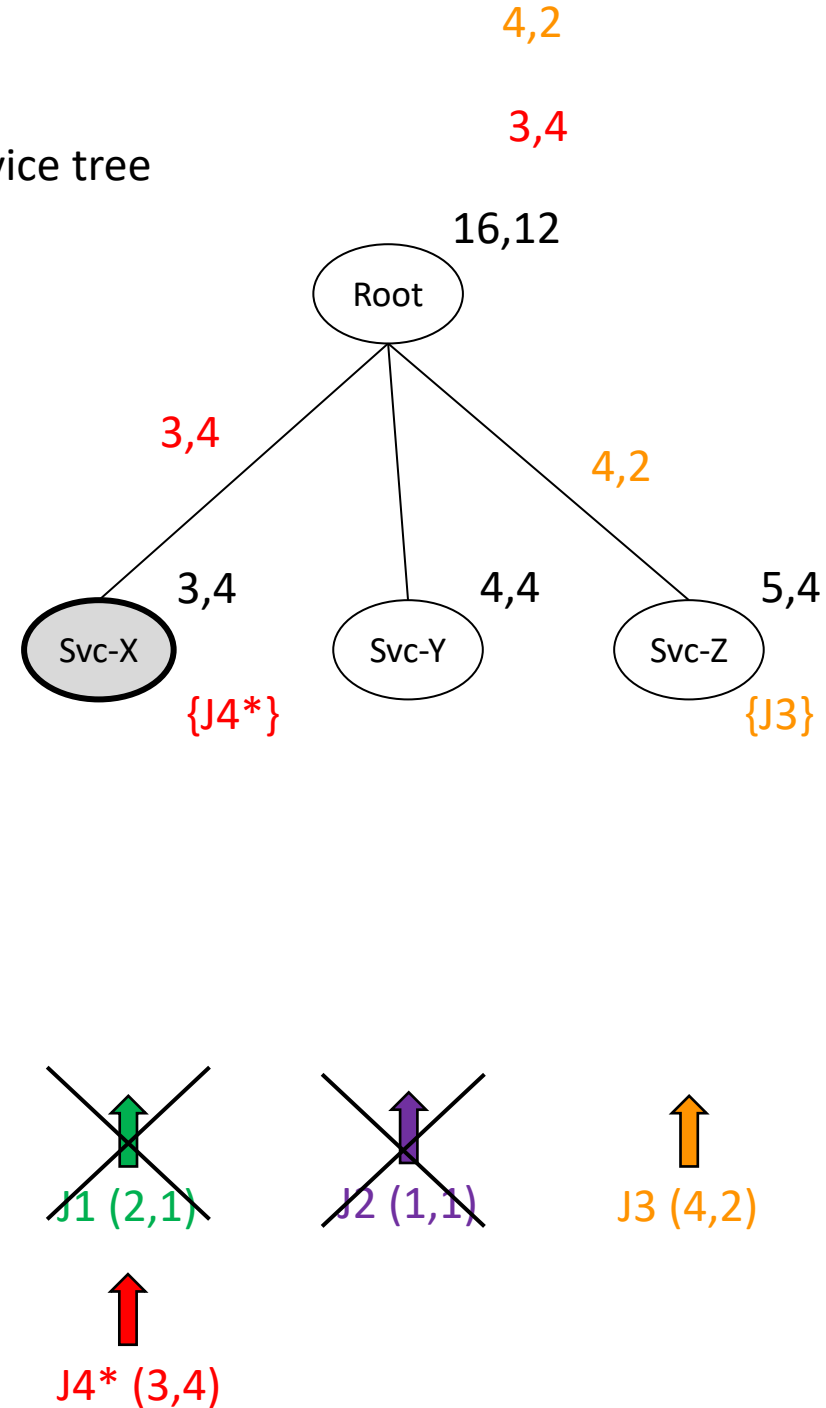 4,2
3,4
vice tree
16,12
Root
3,4
4,2
3,4
4,4
5,4
Svc-X
Svc-Y
Svc-Z
{J4*}
{J3}
J1 (2,1)
J2 (1,1)
J3 (4,2)
J4* (3,4)